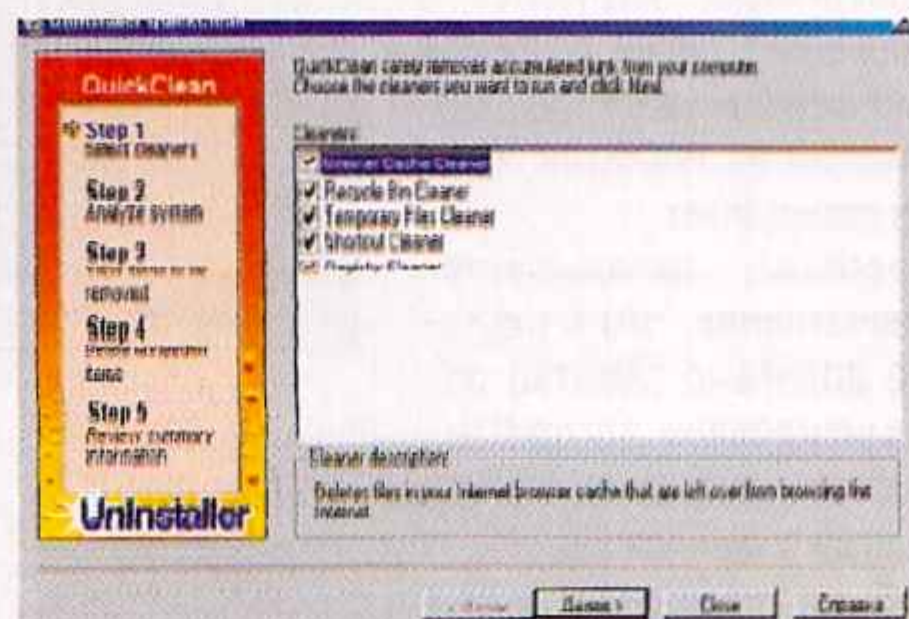 QuickClean
Step 1
Select cleaners
Step 2
Analyze system
Step 3
removed
Step 4
items
Step 5
Review summary
information
UnInstaller
QuickClean safely removes accumulated junk from your computer.
Choose the cleaners you want to run and click Next.
Cleaners:
Browser Cache Cleaner
Recycle Bin Cleaner
Temporary Files Cleaner
Shortcut Cleaner
Registry Cleaner
Cleaner description:
Deletes files in your Internet browser cache that are left over from browsing the
Internet.
Далее >
Close
Справка